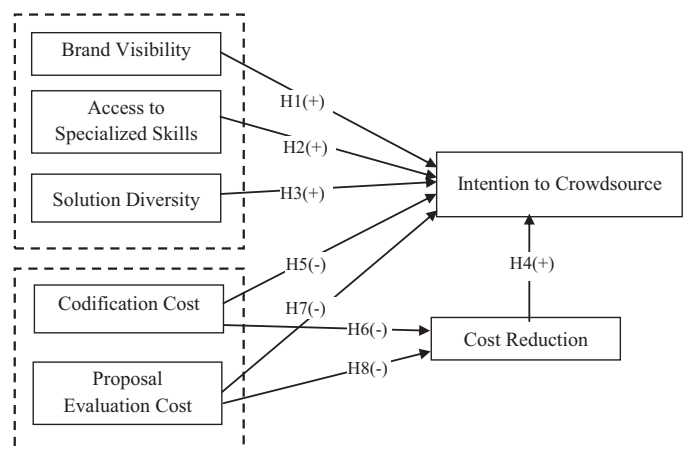 Brand Visibility
H1(+)
Access to
Specialized Skills
H2(+)
Intention to Crowdsource
Solution Diversity
H3(+)
H5(-)
H4(+)
Codification Cost
H7(-)
H6(-)
Cost Reduction
H8(-)
Proposal
Evaluation Cost